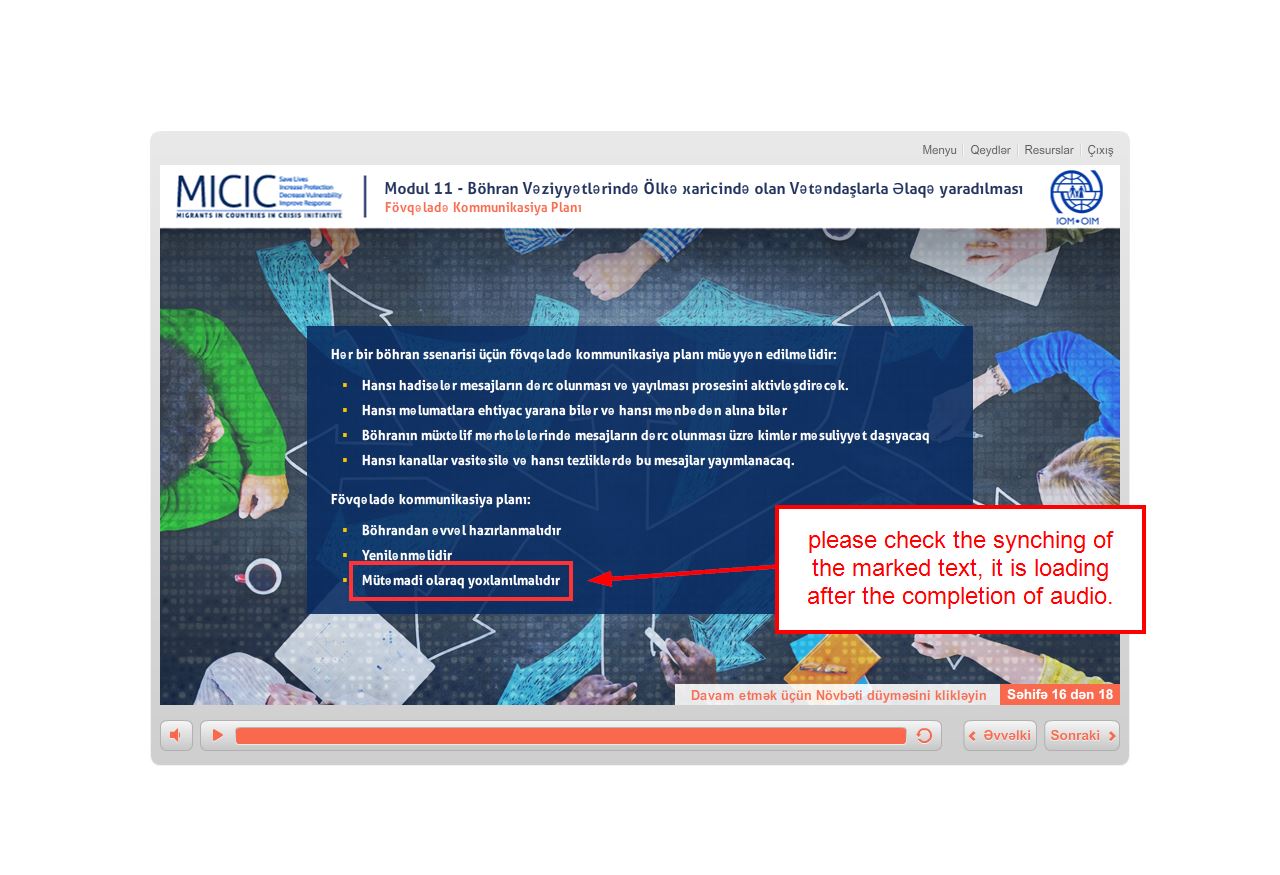 Menyu Qeydlər Resurslar Çıxış
MICIC
Save Lives
Increase Protection
Decrease Vulnerability
Improve Response
MIGRANTS IN COUNTRIES IN CRISIS INITIATIVE
Modul 11 - Böhran Vəziyyətlərində Ölkə xaricində olan Vətəndaşlarla Əlaqə yaradılması
Fövqəladə Kommunikasiya Planı
IOM•OIM
Hər bir böhran ssenarisi üçün fövqəladə kommunikasiya planı müəyyən edilməlidir:
▪ Hansı hadisələr mesajların dərc olunması və yayılması prosesini aktivləşdirəcək.
▪ Hansı məlumatlara ehtiyac yarana bilər və hansı mənbədən alına bilər
▪ Böhranın müxtəlif mərhələlərində mesajların dərc olunması üzrə kimlər məsuliyyət daşıyacaq
▪ Hansı kanallar vasitəsilə və hansı tezliklərdə bu mesajlar yayımlanacaq.
Fövqəladə kommunikasiya planı:
▪ Böhrandan əvvəl hazırlanmalıdır
▪ Yenilənməlidir
▪ Mütəmadi olaraq yoxlanılmalıdır
please check the synching of
the marked text, it is loading
after the completion of audio.
Davam etmək üçün Növbəti düyməsini klikləyin
Səhifə 16 dən 18
Əvvəlki
Sonraki